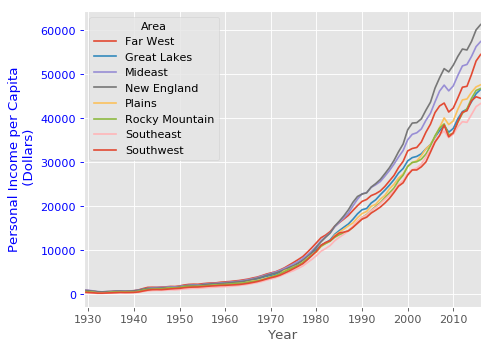 Personal Income per Capita
(Dollars)
60000
50000
40000
30000
20000
10000
0
Area
Far West
Great Lakes
Mideast
New England
Plains
Rocky Mountain
Southeast
Southwest
1930 1940 1950 1960 1970 1980 1990 2000 2010
Year